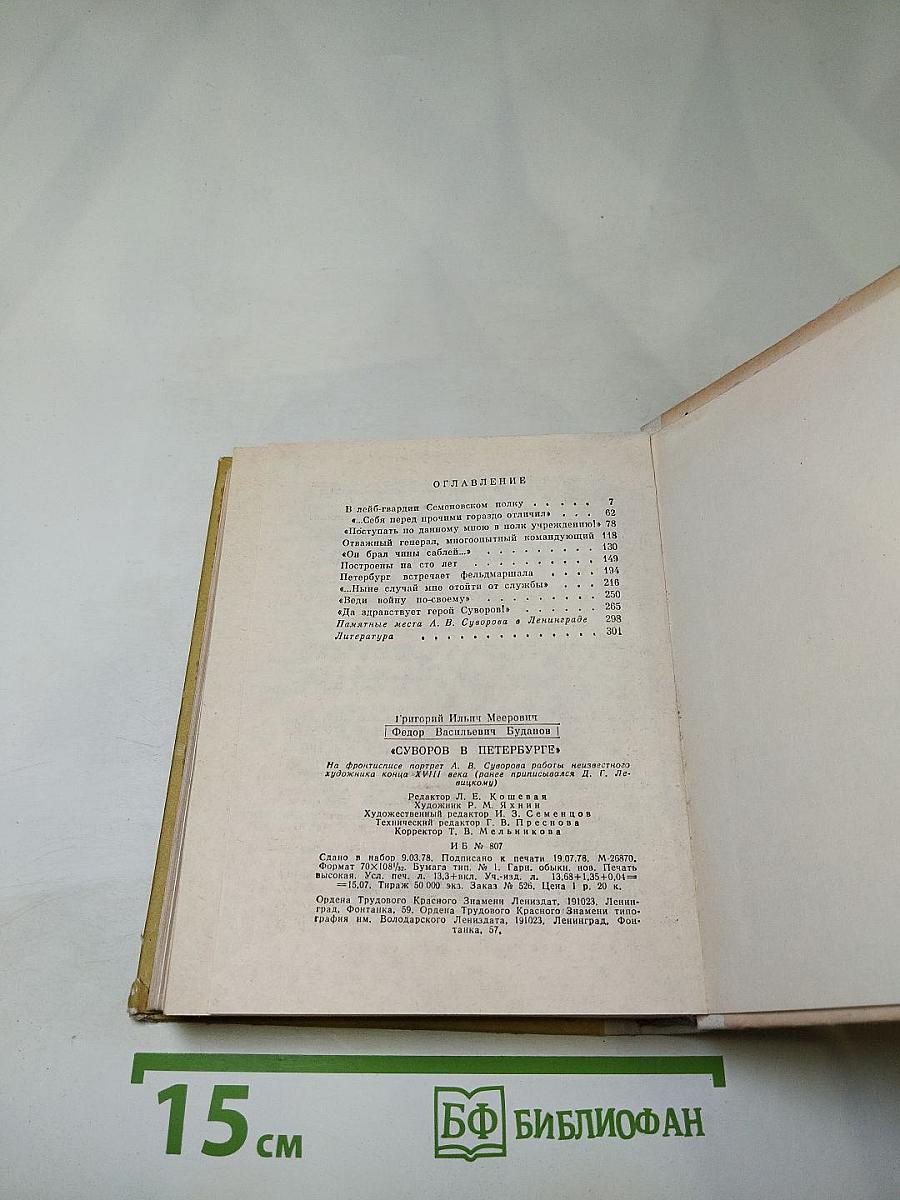 ОГЛАВЛЕНИЕ
В лейб-гвардии Семеновском полку . . . . . 7
«...Себя перед прочими гораздо отличил» . . . 62
«Поступать по данному мною в полк учреждению!» 78
Отважный генерал, многоопытный командующий 118
«Он брал чины саблей...» . . . . . . . . . 130
Построены на сто лет . . . . . . . . . . . 149
Петербург встречает фельдмаршала . . . . 194
«...Ныне случай мне отойти от службы» . . . . 216
«Веди войну по-своему» . . . . . . . . . 250
«Да здравствует герой Суворов!» . . . . . . 265
Памятные места А. В. Суворова в Ленинграде 298
Литература . . . . . . . . . . . . . . 301
Григорий Ильич Меерович
Федор Васильевич Буданов
«СУВОРОВ В ПЕТЕРБУРГЕ»
На фронтисписе портрет А. В. Суворова работы неизвестного
художника конца XVIII века (ранее приписывался Д. Г. Ле-
вицкому)
Редактор Л. Е. Кошевая
Художник Р. М. Яхнин
Художественный редактор И. З. Семенцов
Технический редактор Г. В. Преснова
Корректор Т. В. Мельникова
ИБ № 807
Сдано в набор 9.03.78. Подписано к печати 19.07.78. М-26870.
Формат 70×108¹/₃₂. Бумага тип. № 1. Гарн. обыкн. нов. Печать
высокая. Усл. печ. л. 13,3+вкл. Уч.-изд. л. 13,68+1,35+0,04=
=15,07. Тираж 50 000 экз. Заказ № 526. Цена 1 р. 20 к.
Ордена Трудового Красного Знамени Лениздат, 191023, Ленин-
град, Фонтанка, 59. Ордена Трудового Красного Знамени типо-
графия им. Володарского Лениздата, 191023, Ленинград, Фон-
танка, 57.
15 см
БФ БИБЛИОФАН